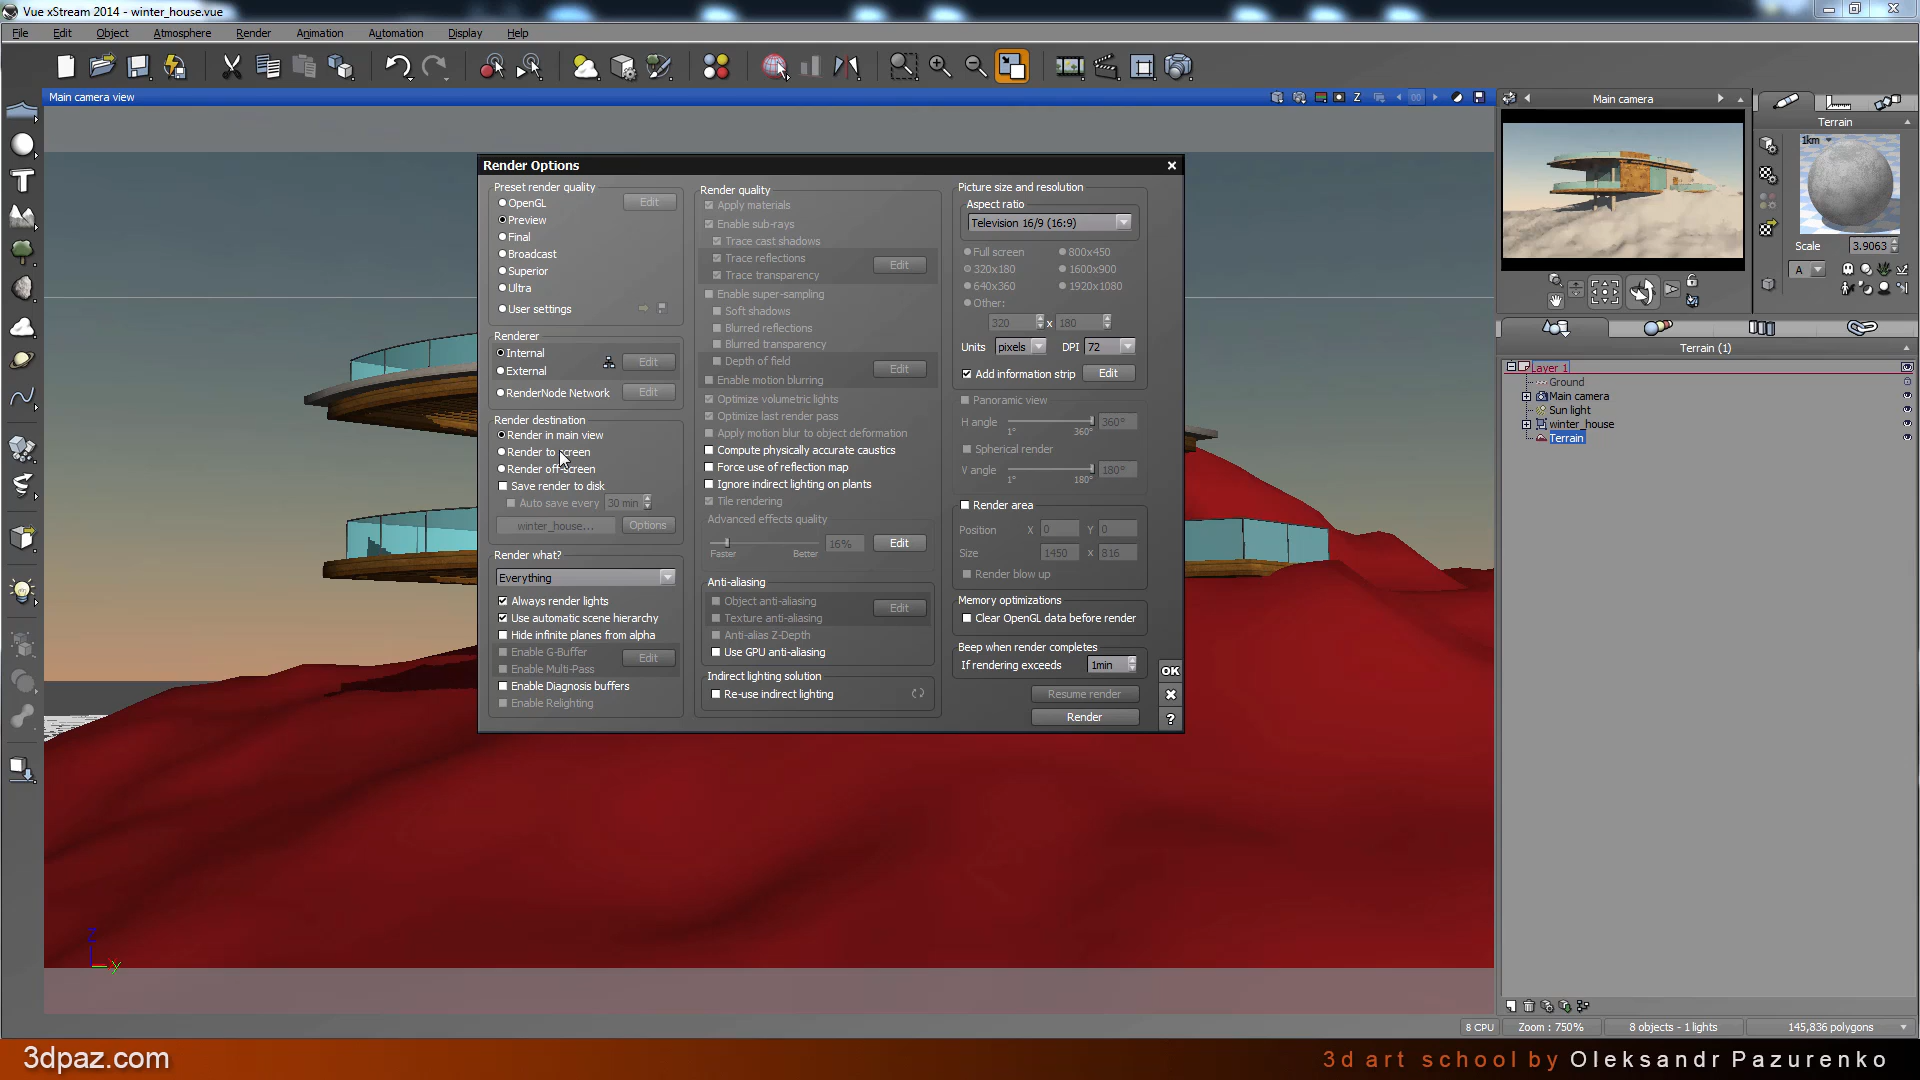 Vue xStream 2014 - winter_house.vue
File Edit Object Atmosphere Render Animation Automation Display Help
Main camera view
Z
Main camera
Terrain
1km
Scale 3.9063
A
Render Options
Preset render quality
OpenGL
Edit
Preview
Final
Broadcast
Superior
Ultra
User settings
Renderer
Internal
Edit
External
RenderNode Network
Edit
Render destination
Render in main view
Render to screen
Render off screen
Save render to disk
Auto save every 30 min
winter_house...
Options
Render what?
Everything
Always render lights
Use automatic scene hierarchy
Hide infinite planes from alpha
Enable G-Buffer
Edit
Enable Multi-Pass
Enable Diagnosis buffers
Enable Relighting
Render quality
Apply materials
Enable sub-rays
Trace cast shadows
Trace reflections
Edit
Trace transparency
Enable super-sampling
Soft shadows
Blurred reflections
Blurred transparency
Depth of field
Edit
Enable motion blurring
Optimize volumetric lights
Optimize last render pass
Apply motion blur to object deformation
Compute physically accurate caustics
Force use of reflection map
Ignore indirect lighting on plants
Tile rendering
Advanced effects quality
16%
Edit
Faster Better
Anti-aliasing
Object anti-aliasing
Edit
Texture anti-aliasing
Anti-alias Z-Depth
Use GPU anti-aliasing
Indirect lighting solution
Re-use indirect lighting
Picture size and resolution
Aspect ratio
Television 16/9 (16:9)
Full screen 800x450
320x180 1600x900
640x360 1920x1080
Other:
320 x 180
Units pixels DPI 72
Add information strip Edit
Panoramic view
H angle 360°
1° 360°
Spherical render
V angle 180°
1° 180°
Render area
Position X 0 Y 0
Size 1450 X 816
Render blow up
Memory optimizations
Clear OpenGL data before render
Beep when render completes
If rendering exceeds 1min
OK
Resume render
Render
?
Terrain (1)
Layer 1
Ground
Main camera
Sun light
winter_house
Terrain
Z
Y
8 CPU
Zoom : 750%
8 objects - 1 lights
145,836 polygons
3dpaz.com
3d art school by Oleksandr Pazurenko